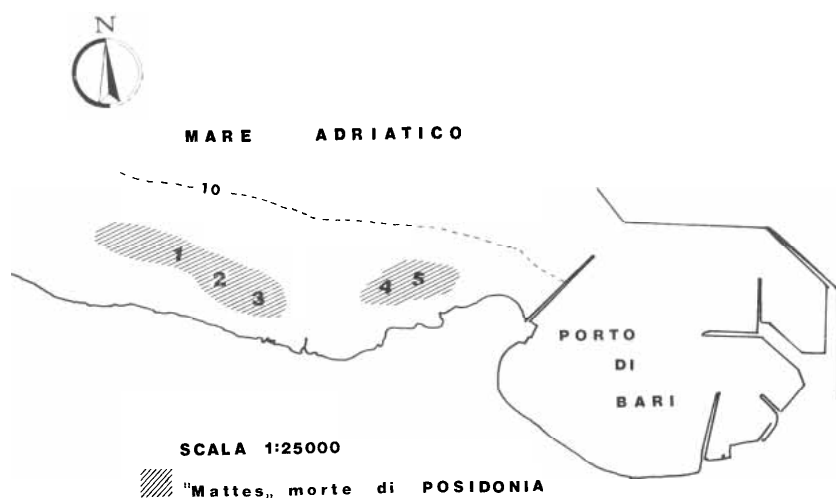 N
MARE ADRIATICO
10
1
2
3
4 5
PORTO
DI
BARI
SCALA 1:25000
"Mattes„ morte di POSIDONIA